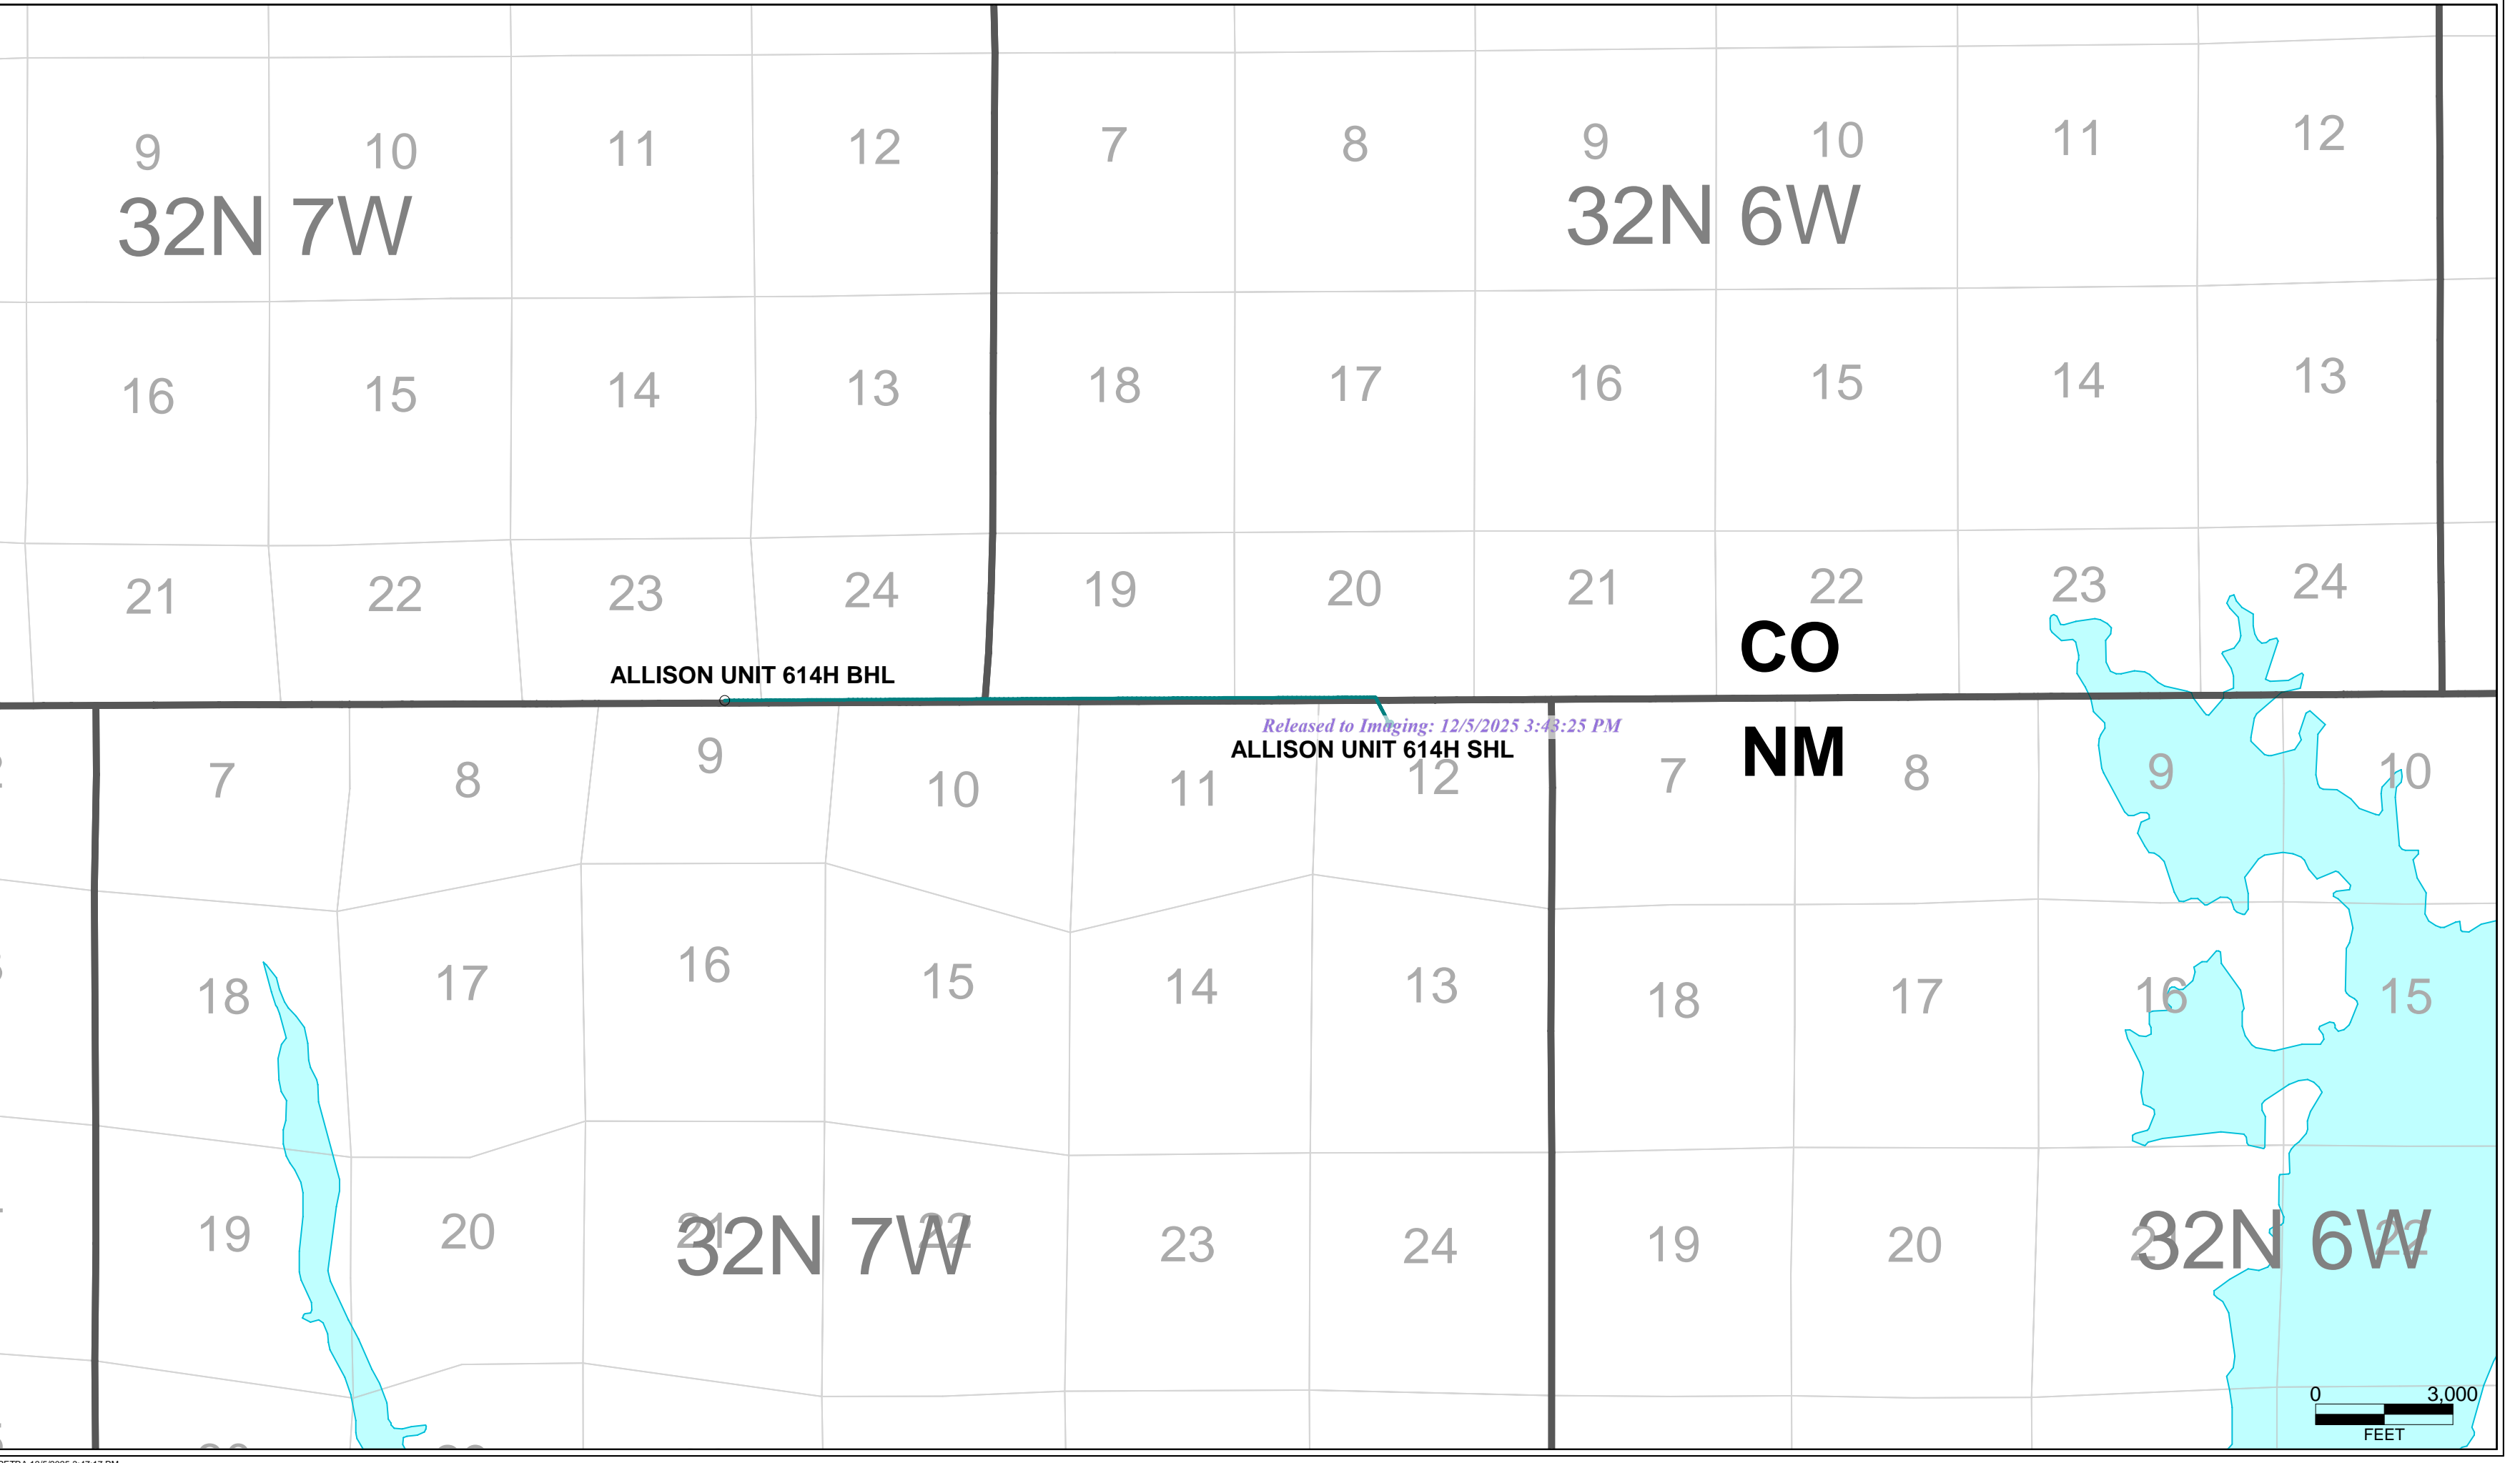 9 10 11 12 7 8 9 10 11 12
32N 7W 32N 6W
16 15 14 13 18 17 16 15 14 13
21 22 23 24 19 20 21 22 23 24
CO
ALLISON UNIT 614H BHL
Released to Imaging: 12/5/2025 3:43:25 PM
NM
ALLISON UNIT 614H SHL
7 8 9 10 11 12 7 8 9 10
18 17 16 15 14 13 18 17 16 15
19 20 21 22 23 24 19 20 21 22
32N 7W 32N 6W
0 3,000
FEET